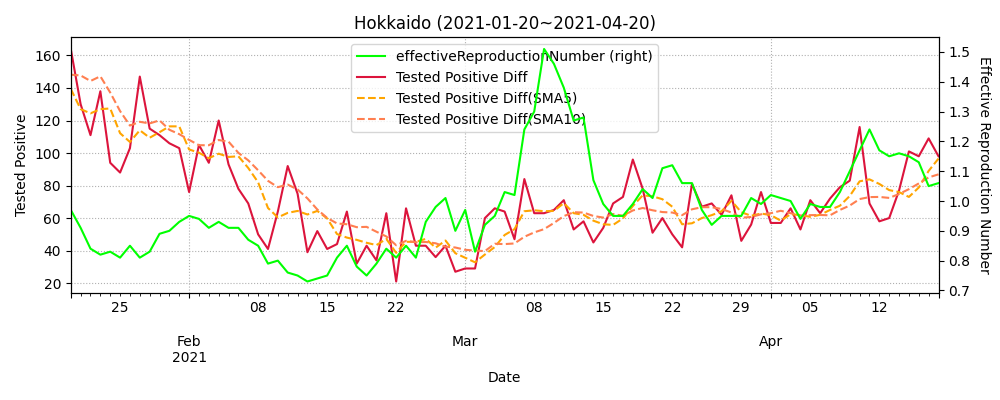 Hokkaido (2021-01-20~2021-04-20)
effectiveReproductionNumber (right)
Tested Positive Diff
Tested Positive Diff(SMA5)
Tested Positive Diff(SMA10)
160
140
120
100
80
60
40
20
Tested Positive
1.5
1.4
1.3
1.2
1.1
1.0
0.9
0.8
0.7
Effective Reproduction Number
25 08 15 22 08 15 22 29 05 12
Feb Mar Apr
2021
Date